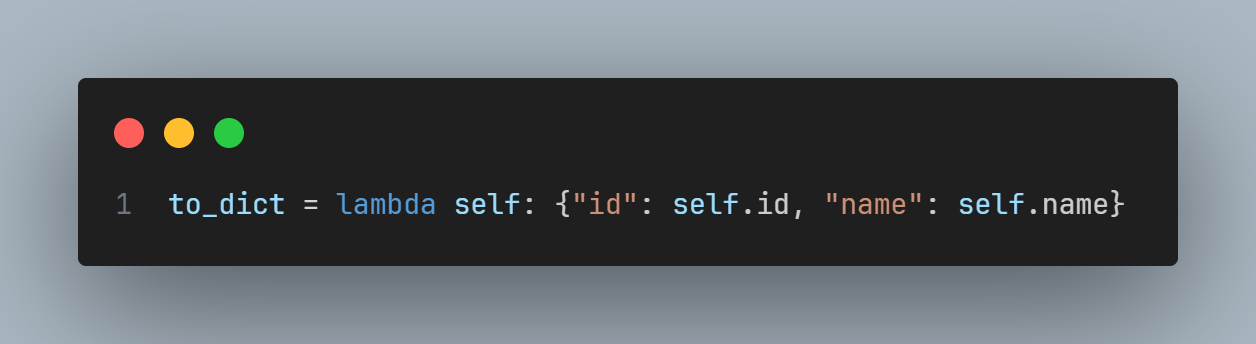 1 to_dict = lambda self: {"id": self.id, "name": self.name}